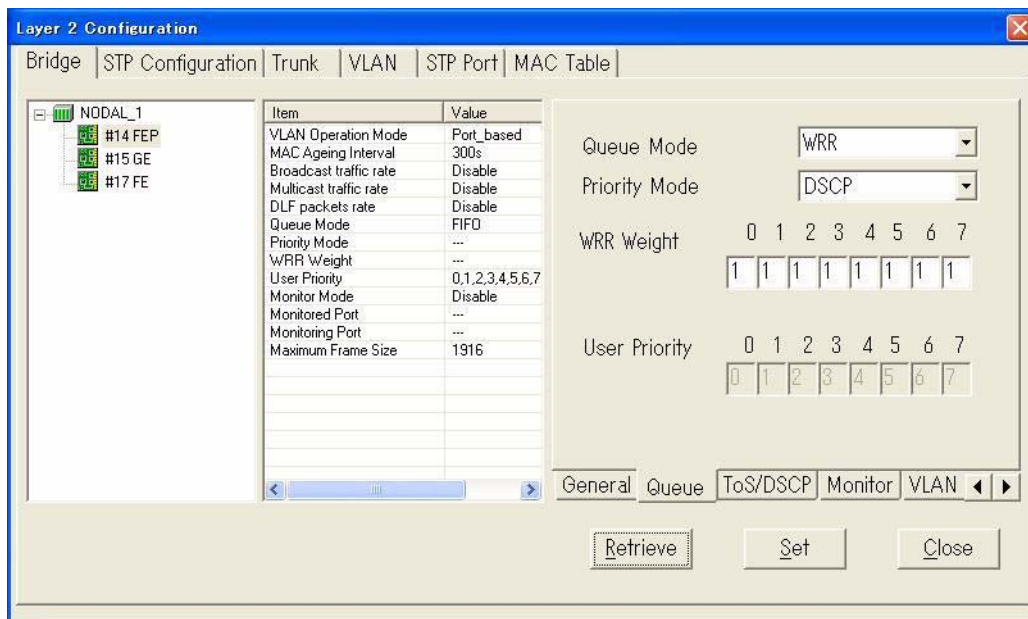 Layer 2 Configuration
Bridge STP Configuration Trunk VLAN STP Port MAC Table
NODAL_1
#14 FEP
#15 GE
#17 FE
Item Value
VLAN Operation Mode Port_based
MAC Ageing Interval 300s
Broadcast traffic rate Disable
Multicast traffic rate Disable
DLF packets rate Disable
Queue Mode FIFO
Priority Mode ---
WRR Weight ---
User Priority 0,1,2,3,4,5,6,7
Monitor Mode Disable
Monitored Port ---
Monitoring Port ---
Maximum Frame Size 1916
Queue Mode WRR
Priority Mode DSCP
WRR Weight 0 1 2 3 4 5 6 7
1 1 1 1 1 1 1 1
User Priority 0 1 2 3 4 5 6 7
0 1 2 3 4 5 6 7
General Queue ToS/DSCP Monitor VLAN
Retrieve Set Close